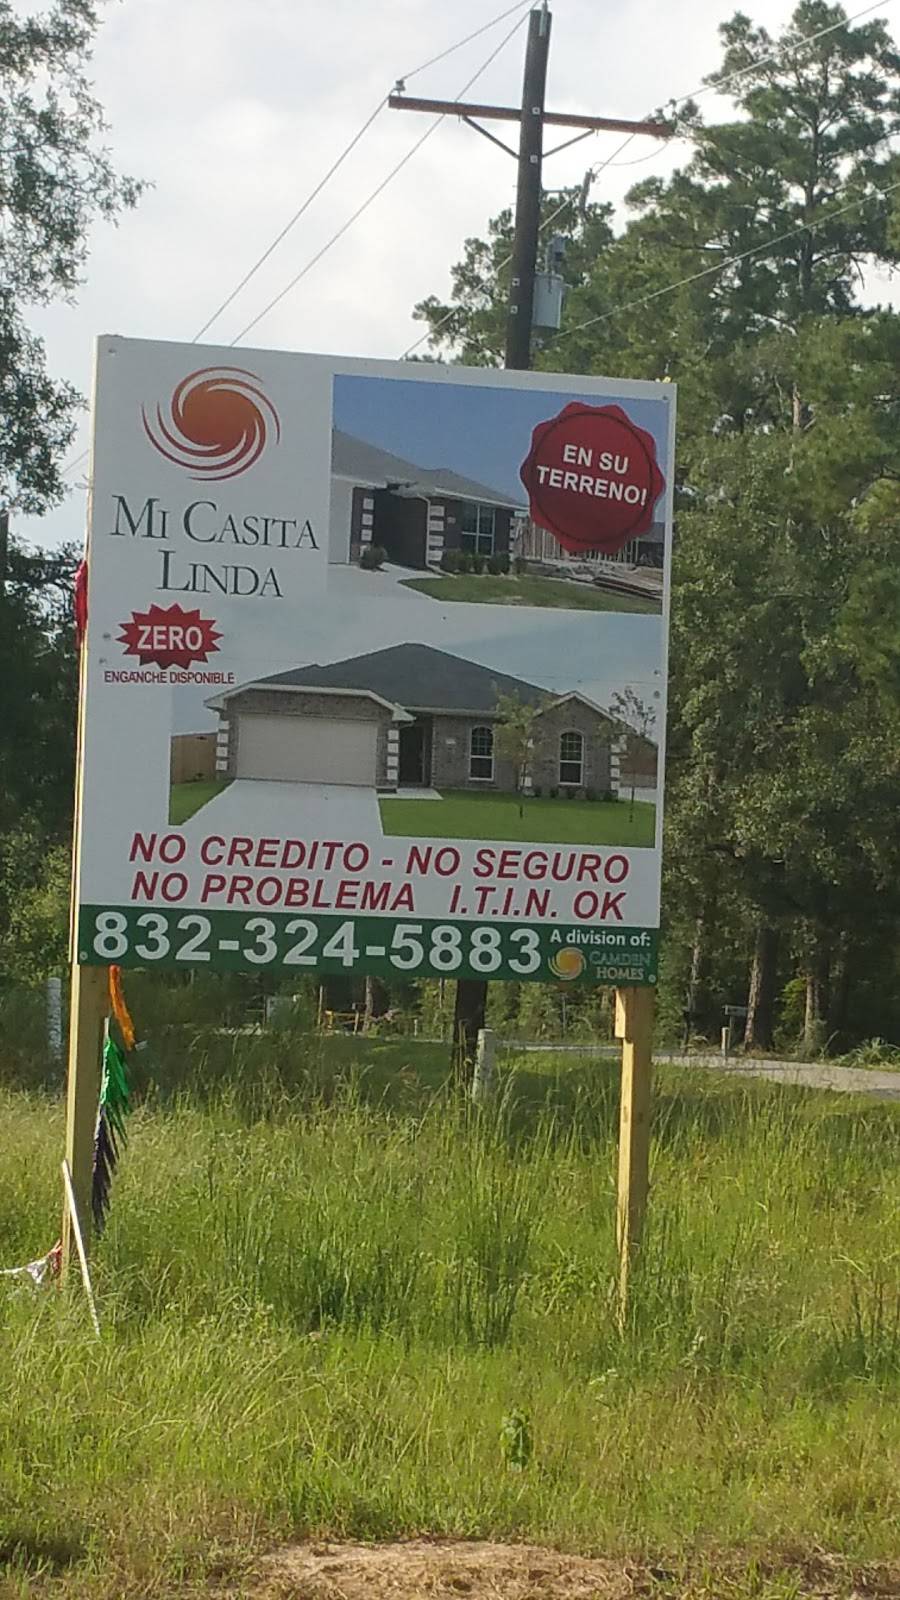 MI CASITA
LINDA
EN SU
TERRENO!
ZERO
ENGANCHE DISPONIBLE
NO CREDITO - NO SEGURO
NO PROBLEMA I.T.I.N. OK
832-324-5883
A division of:
CAMDEN
HOMES